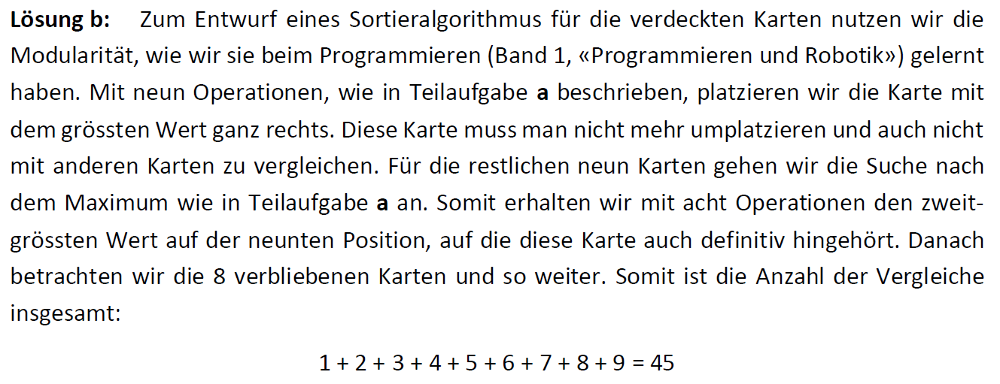 Lösung b: Zum Entwurf eines Sortieralgorithmus für die verdeckten Karten nutzen wir die
Modularität, wie wir sie beim Programmieren (Band 1, «Programmieren und Robotik») gelernt
haben. Mit neun Operationen, wie in Teilaufgabe a beschrieben, platzieren wir die Karte mit
dem grössten Wert ganz rechts. Diese Karte muss man nicht mehr umplatzieren und auch nicht
mit anderen Karten zu vergleichen. Für die restlichen neun Karten gehen wir die Suche nach
dem Maximum wie in Teilaufgabe a an. Somit erhalten wir mit acht Operationen den zweit-
grössten Wert auf der neunten Position, auf die diese Karte auch definitiv hingehört. Danach
betrachten wir die 8 verbliebenen Karten und so weiter. Somit ist die Anzahl der Vergleiche
insgesamt:
1 + 2 + 3 + 4 + 5 + 6 + 7 + 8 + 9 = 45